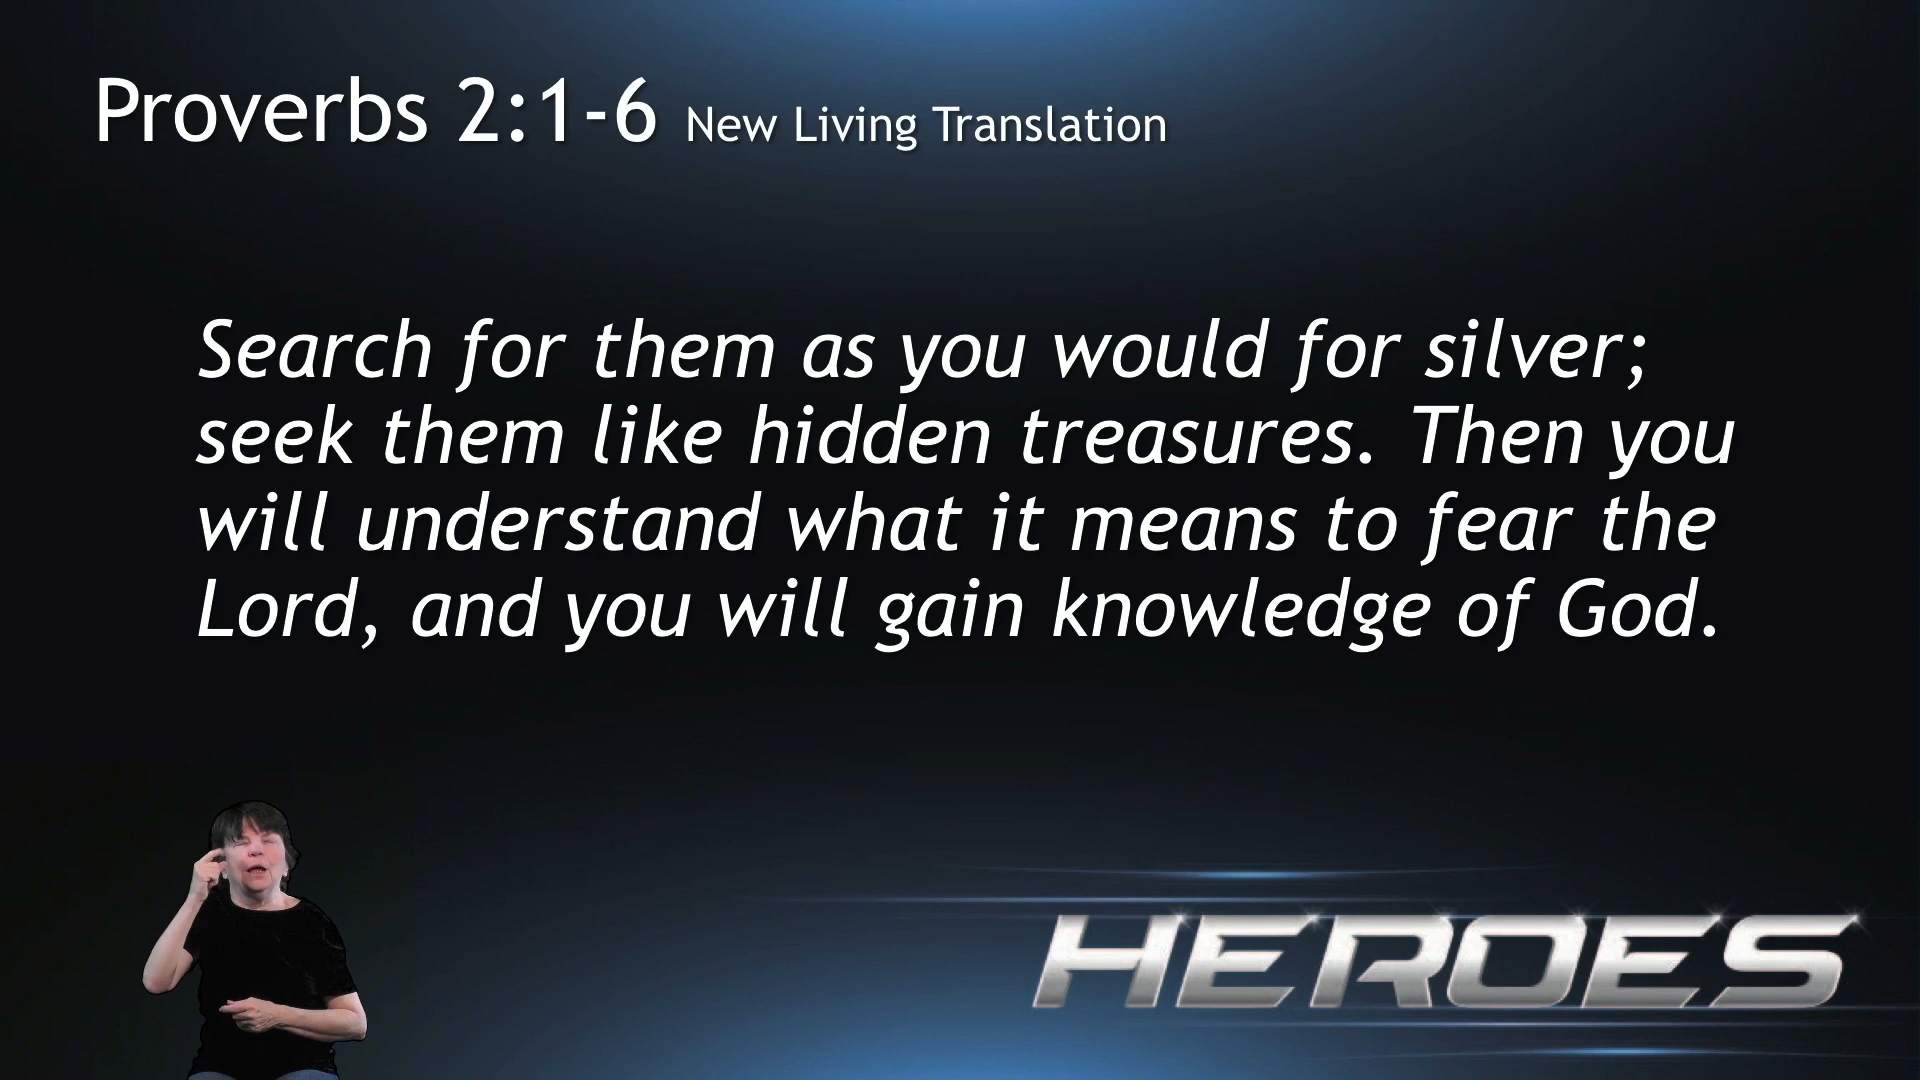 Proverbs 2:1-6 New Living Translation
Search for them as you would for silver;
seek them like hidden treasures. Then you
will understand what it means to fear the
Lord, and you will gain knowledge of God.
HEROES